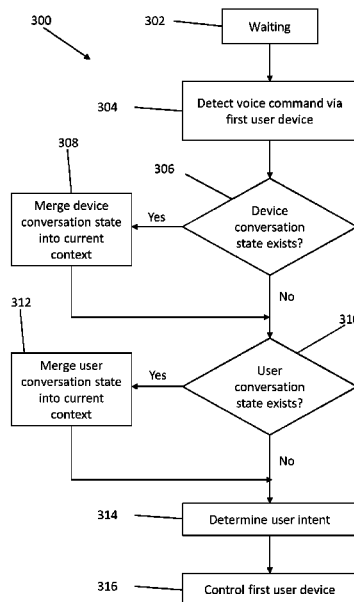 302
Waiting
300
304
Detect voice command via
first user device
308
306
Merge device
conversation state
into current
context
Yes
Device
conversation
state exists?
No
312
310
Merge user
conversation state
into current
context
Yes
User
conversation
state exists?
No
314
Determine user intent
316
Control first user device